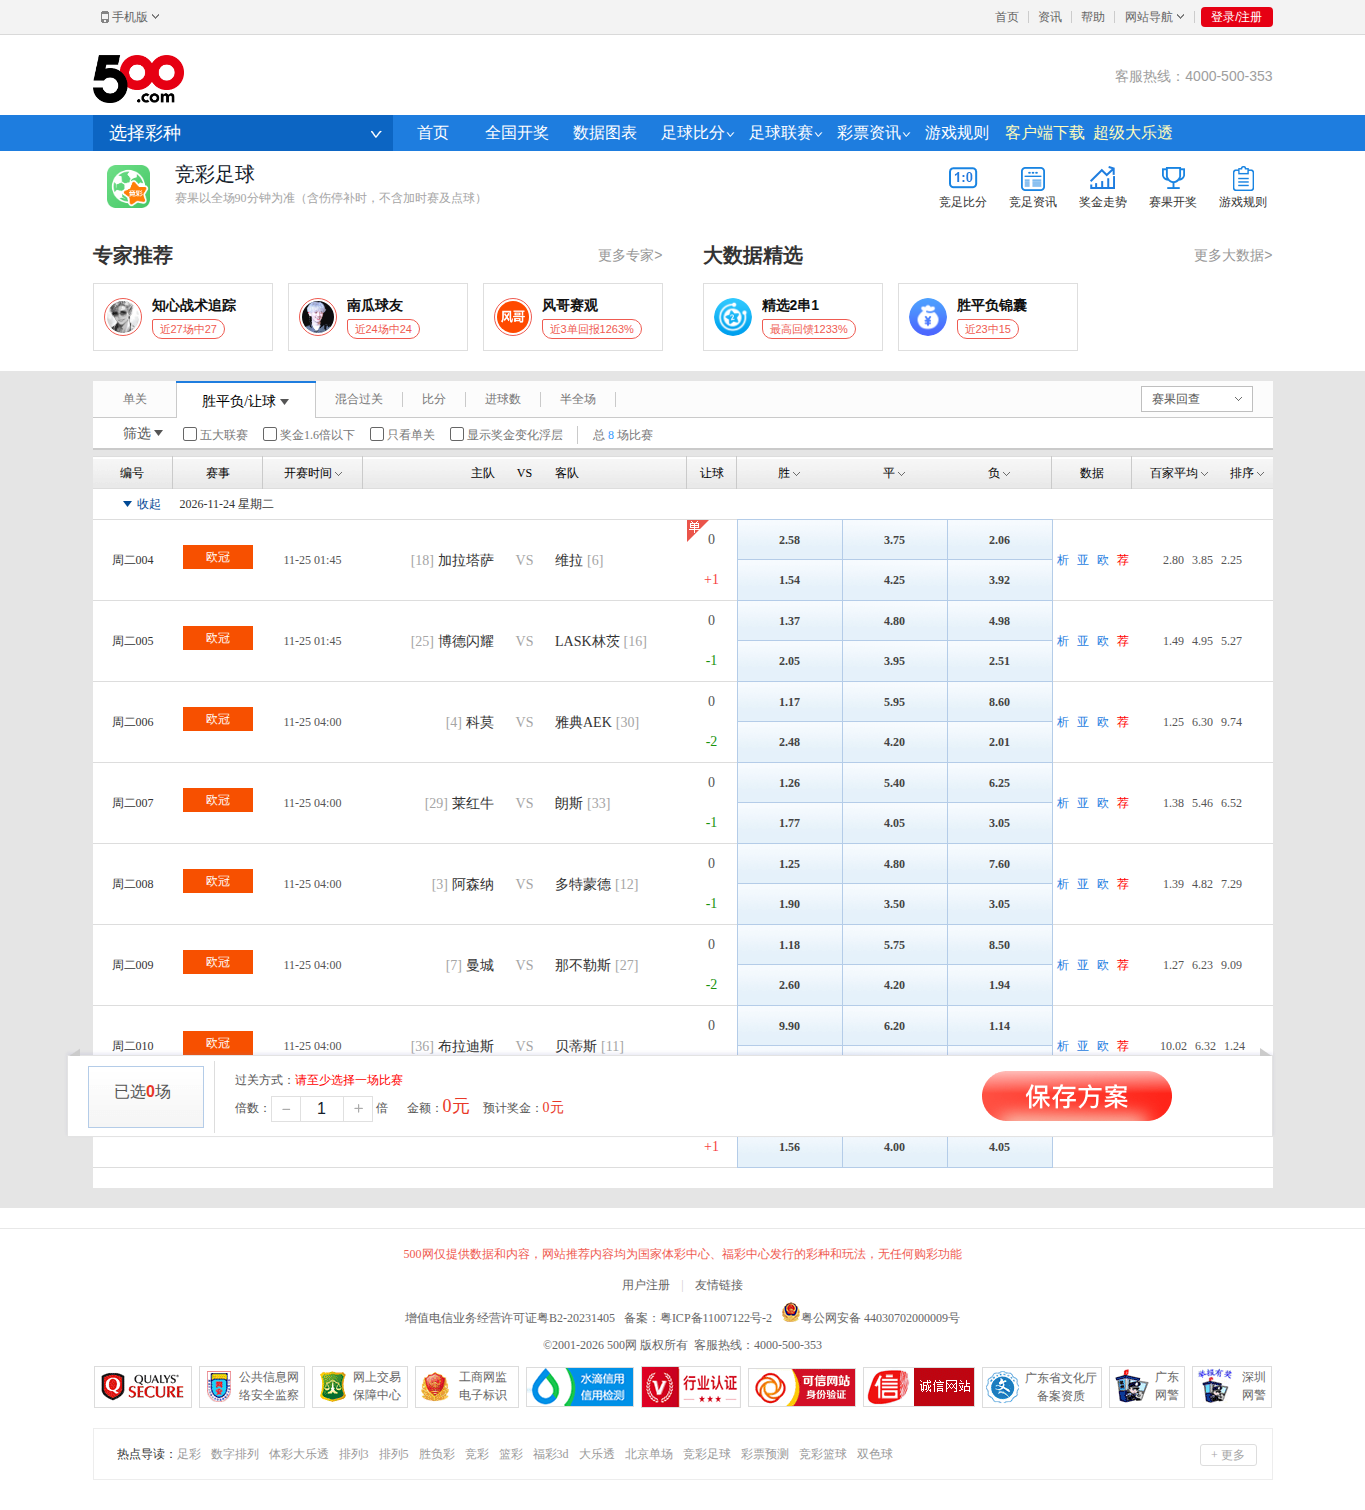 手机版 首页 资讯 帮助 网站导航 登录/注册
500.com 客服热线：4000-500-353
选择彩种 首页 全国开奖 数据图表 足球比分 足球联赛 彩票资讯 游戏规则 客户端下载 超级大乐透
竞彩足球
赛果以全场90分钟为准（含伤停补时，不含加时赛及点球）
1:0
竞足比分 竞足资讯 奖金走势 赛果开奖 游戏规则
专家推荐 更多专家> 大数据精选 更多大数据>
知心战术追踪 南瓜球友 风哥 风哥赛观 精选2串1 胜平负锦囊
近27场中27 近24场中24 近3单回报1263% 最高回馈1233% 近23中15
单关 胜平负/让球 混合过关 比分 进球数 半全场 赛果回查
筛选 五大联赛 奖金1.6倍以下 只看单关 显示奖金变化浮层 总 8 场比赛
编号 赛事 开赛时间 主队 VS 客队 让球 胜 平 负 数据 百家平均 排序
收起 2026-11-24 星期二
单 0 2.58 3.75 2.06
周二004 欧冠 11-25 01:45 [18] 加拉塔萨 VS 维拉 [6] 析 亚 欧 荐 2.80 3.85 2.25
+1 1.54 4.25 3.92
0 1.37 4.80 4.98
周二005 欧冠 11-25 01:45 [25] 博德闪耀 VS LASK林茨 [16] 析 亚 欧 荐 1.49 4.95 5.27
-1 2.05 3.95 2.51
0 1.17 5.95 8.60
周二006 欧冠 11-25 04:00 [4] 科莫 VS 雅典AEK [30] 析 亚 欧 荐 1.25 6.30 9.74
-2 2.48 4.20 2.01
0 1.26 5.40 6.25
周二007 欧冠 11-25 04:00 [29] 莱红牛 VS 朗斯 [33] 析 亚 欧 荐 1.38 5.46 6.52
-1 1.77 4.05 3.05
0 1.25 4.80 7.60
周二008 欧冠 11-25 04:00 [3] 阿森纳 VS 多特蒙德 [12] 析 亚 欧 荐 1.39 4.82 7.29
-1 1.90 3.50 3.05
0 1.18 5.75 8.50
周二009 欧冠 11-25 04:00 [7] 曼城 VS 那不勒斯 [27] 析 亚 欧 荐 1.27 6.23 9.09
-2 2.60 4.20 1.94
0 9.90 6.20 1.14
周二010 欧冠 11-25 04:00 [36] 布拉迪斯 VS 贝蒂斯 [11] 析 亚 欧 荐 10.02 6.32 1.24
已选0场 过关方式：请至少选择一场比赛
倍数： − 1 + 倍 金额：0元 预计奖金：0元 保存方案
+1 1.56 4.00 4.05
500网仅提供数据和内容，网站推荐内容均为国家体彩中心、福彩中心发行的彩种和玩法，无任何购彩功能
用户注册 | 友情链接
增值电信业务经营许可证粤B2-20231405 备案：粤ICP备11007122号-2 粤公网安备 44030702000009号
©2001-2026 500网 版权所有 客服热线：4000-500-353
QUALYS SECURE 公共信息网络安全监察 网上交易保障中心 工商网监电子标识 水滴信用信用检测 行业认证 可信网站身份验证 信 诚信网站 广东省文化厅备案资质 广东网警 举报有奖 深圳网警
热点导读：足彩 数字排列 体彩大乐透 排列3 排列5 胜负彩 竞彩 篮彩 福彩3d 大乐透 北京单场 竞彩足球 彩票预测 竞彩篮球 双色球 + 更多